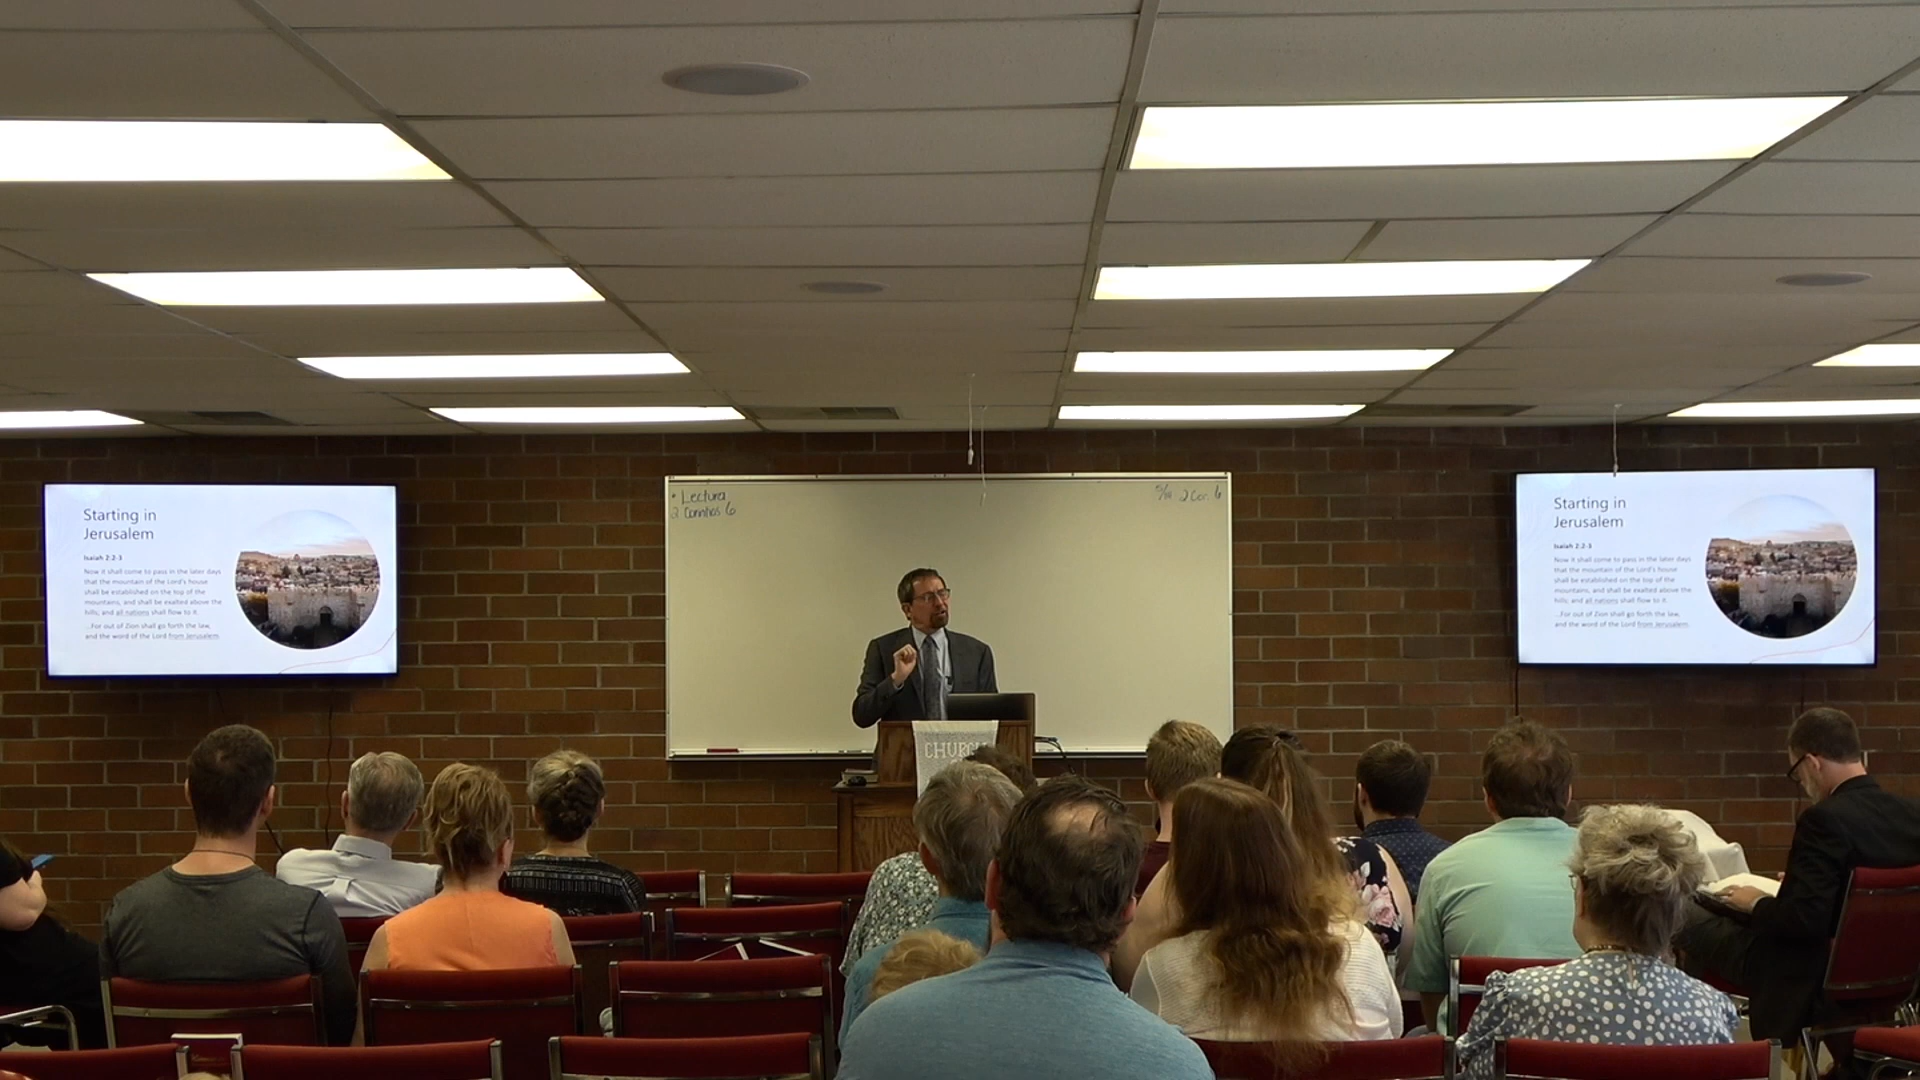 Starting in
Jerusalem
Isaiah 2:2-3
Now it shall come to pass in the later days
that the mountain of the Lord's house
shall be established on the top of the
mountains, and shall be exalted above the
hills; and all nations shall flow to it.
...For out of Zion shall go forth the law,
and the word of the Lord from Jerusalem.
• Lectura
2 Corintios 6
2 Cor. 6
CHURCH
Starting in
Jerusalem
Isaiah 2:2-3
Now it shall come to pass in the later days
that the mountain of the Lord's house
shall be established on the top of the
mountains, and shall be exalted above the
hills; and all nations shall flow to it.
...For out of Zion shall go forth the law,
and the word of the Lord from Jerusalem.